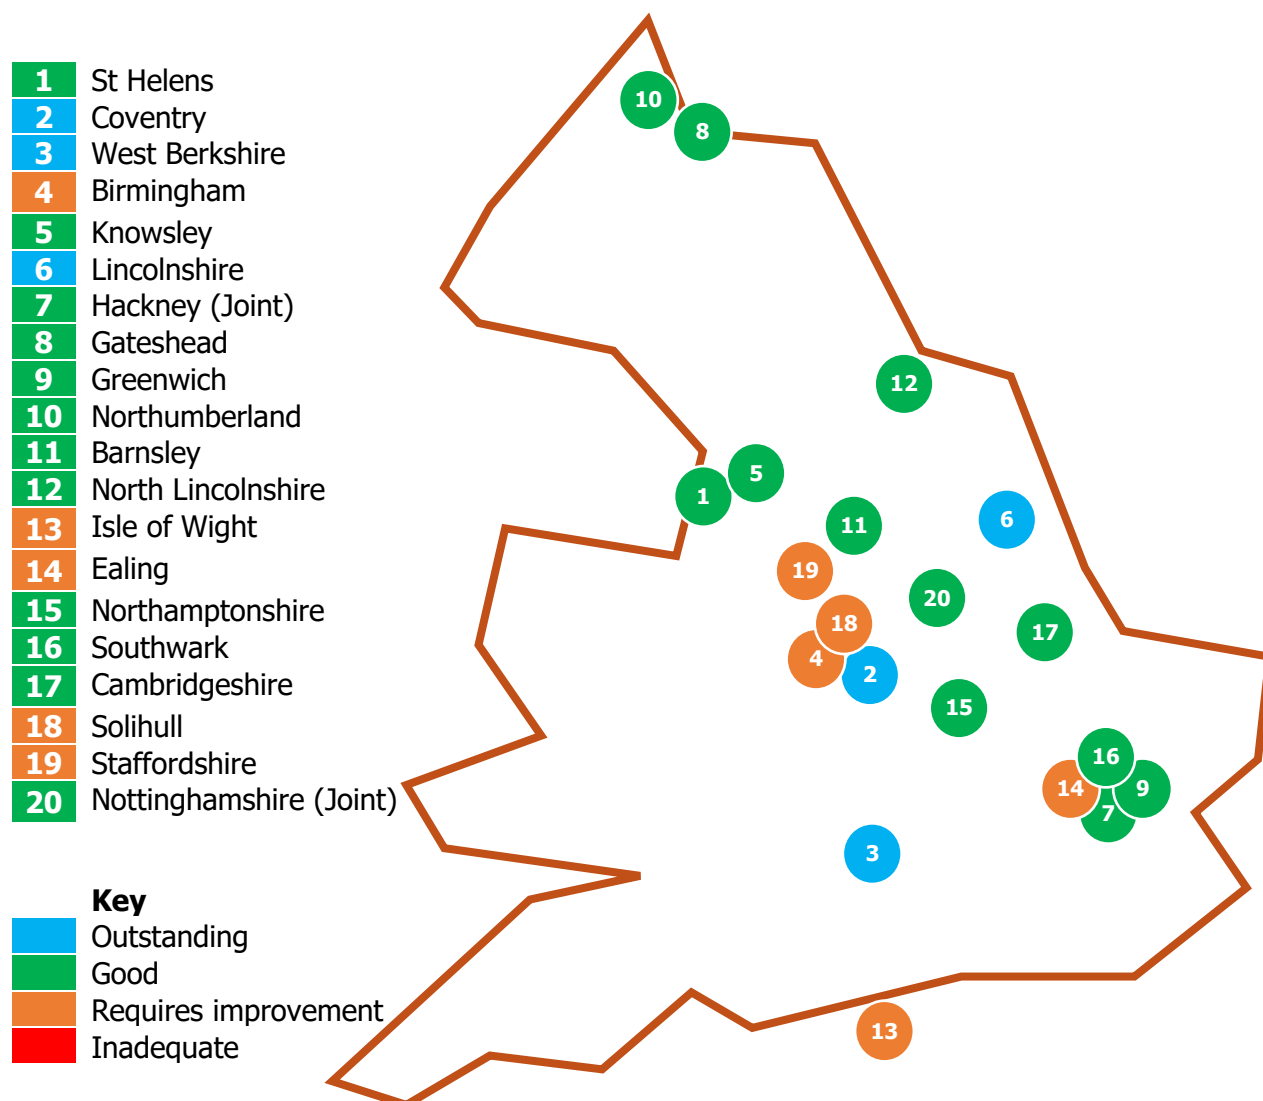 1 St Helens
2 Coventry
3 West Berkshire
4 Birmingham
5 Knowsley
6 Lincolnshire
7 Hackney (Joint)
8 Gateshead
9 Greenwich
10 Northumberland
11 Barnsley
12 North Lincolnshire
13 Isle of Wight
14 Ealing
15 Northamptonshire
16 Southwark
17 Cambridgeshire
18 Solihull
19 Staffordshire
20 Nottinghamshire (Joint)
Key
Outstanding
Good
Requires improvement
Inadequate
10
8
12
5
1
6
11
19
20
18
17
4
2
15
16
14
9
7
3
13